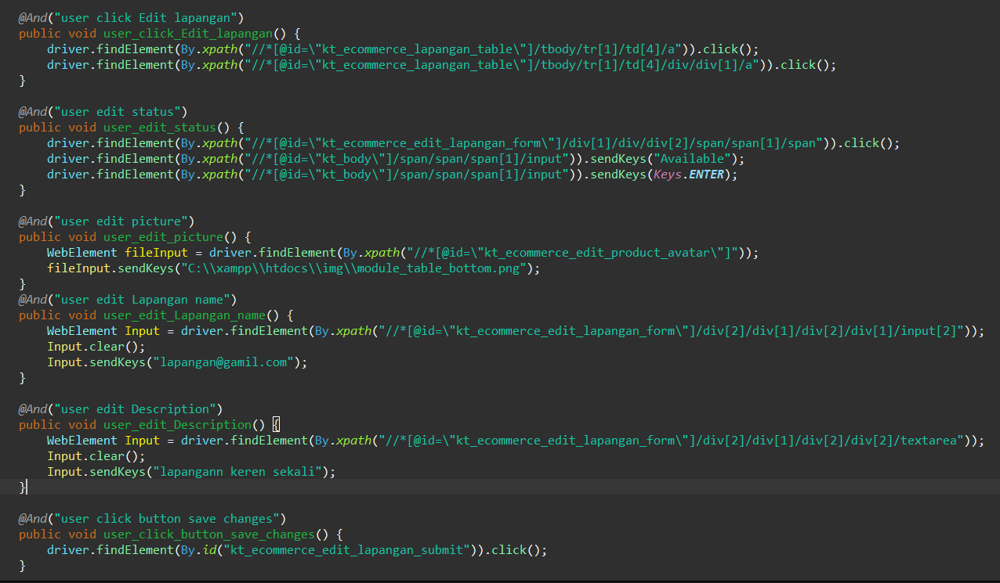 @And("user click Edit lapangan")
public void user_click_Edit_lapangan() {
    driver.findElement(By.xpath("//*[@id=\"kt_ecommerce_lapangan_table\"]/tbody/tr[1]/td[4]/a")).click();
    driver.findElement(By.xpath("//*[@id=\"kt_ecommerce_lapangan_table\"]/tbody/tr[1]/td[4]/div/div[1]/a")).click();
}

@And("user edit status")
public void user_edit_status() {
    driver.findElement(By.xpath("//*[@id=\"kt_ecommerce_edit_lapangan_form\"]/div[1]/div/div[2]/span/span[1]/span")).click();
    driver.findElement(By.xpath("//*[@id=\"kt_body\"]/span/span/span[1]/input")).sendKeys("Available");
    driver.findElement(By.xpath("//*[@id=\"kt_body\"]/span/span/span[1]/input")).sendKeys(Keys.ENTER);
}

@And("user edit picture")
public void user_edit_picture() {
    WebElement fileInput = driver.findElement(By.xpath("//*[@id=\"kt_ecommerce_edit_product_avatar\"]"));
    fileInput.sendKeys("C:\\xampp\\htdocs\\img\\module_table_bottom.png");
}
@And("user edit Lapangan name")
public void user_edit_Lapangan_name() {
    WebElement Input = driver.findElement(By.xpath("//*[@id=\"kt_ecommerce_edit_lapangan_form\"]/div[2]/div[1]/div[2]/div[1]/input[2]"));
    Input.clear();
    Input.sendKeys("lapangan@gamil.com");
}

@And("user edit Description")
public void user_edit_Description() {
    WebElement Input = driver.findElement(By.xpath("//*[@id=\"kt_ecommerce_edit_lapangan_form\"]/div[2]/div[1]/div[2]/div[2]/textarea"));
    Input.clear();
    Input.sendKeys("lapangann keren sekali");
}

@And("user click button save changes")
public void user_click_button_save_changes() {
    driver.findElement(By.id("kt_ecommerce_edit_lapangan_submit")).click();
}